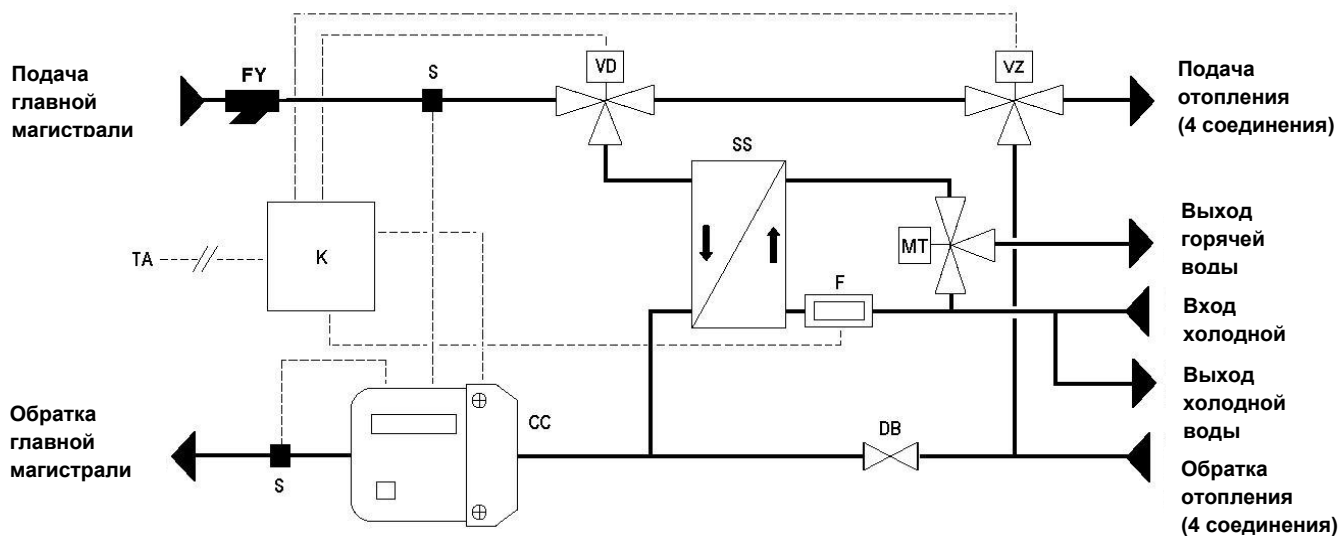 Подача
главной
магистрали
FY
S
VD
VZ
Подача
отопления
(4 соединения)
SS
TA
K
MT
F
Выход
горячей
воды
Вход
холодной
Выход
холодной
воды
Обратка
главной
магистрали
S
CC
DB
Обратка
отопления
(4 соединения)